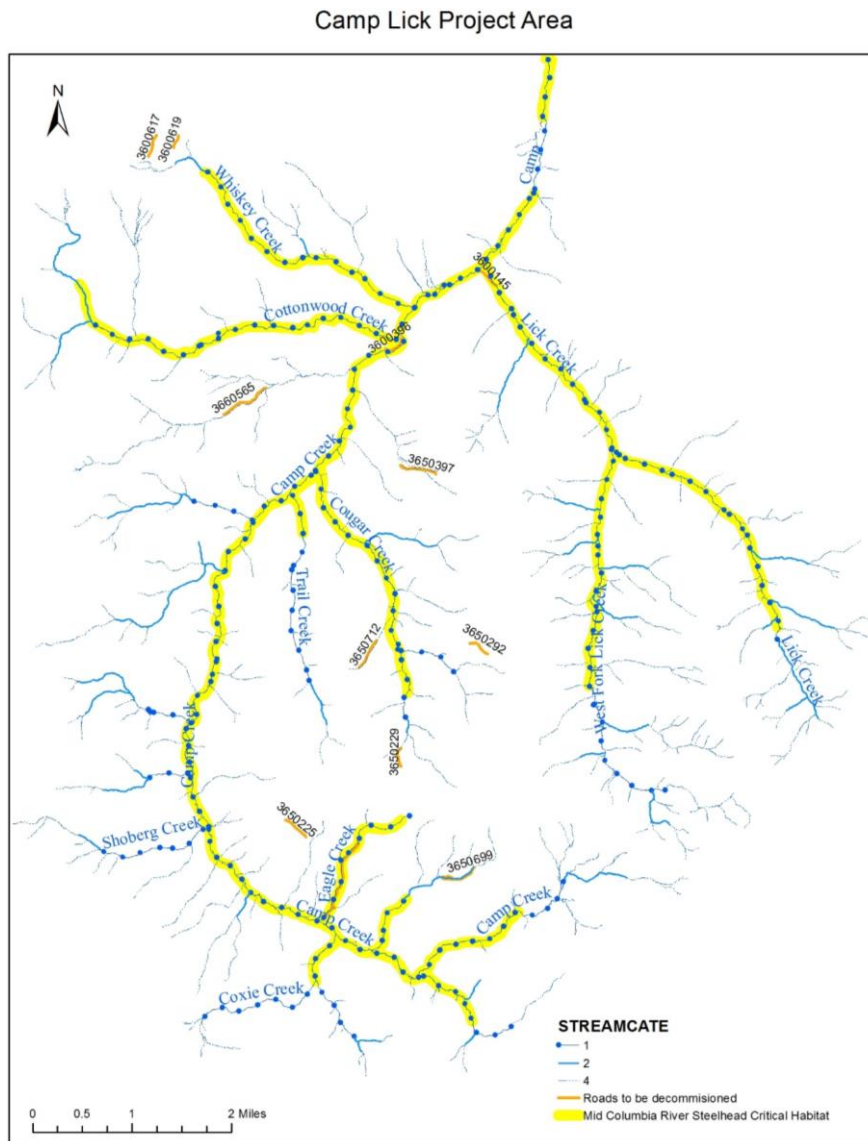 Camp Lick Project Area
N
3600617
3600619
Whiskey Creek
Camp
3600145
Cottonwood Creek
3600398
Lick Creek
3660565
3650397
Camp Creek
Cougar Creek
Trail Creek
3650712
3650292
West Fork Lick Creek
Lick Creek
3650229
Camp Creek
Shoberg Creek
3650225
Eagle Creek
3650699
Camp Creek
Camp Creek
Coxie Creek
STREAMCATE
1
2
4
Roads to be decommisioned
Mid Columbia River Steelhead Critical Habitat
0 0.5 1 2 Miles